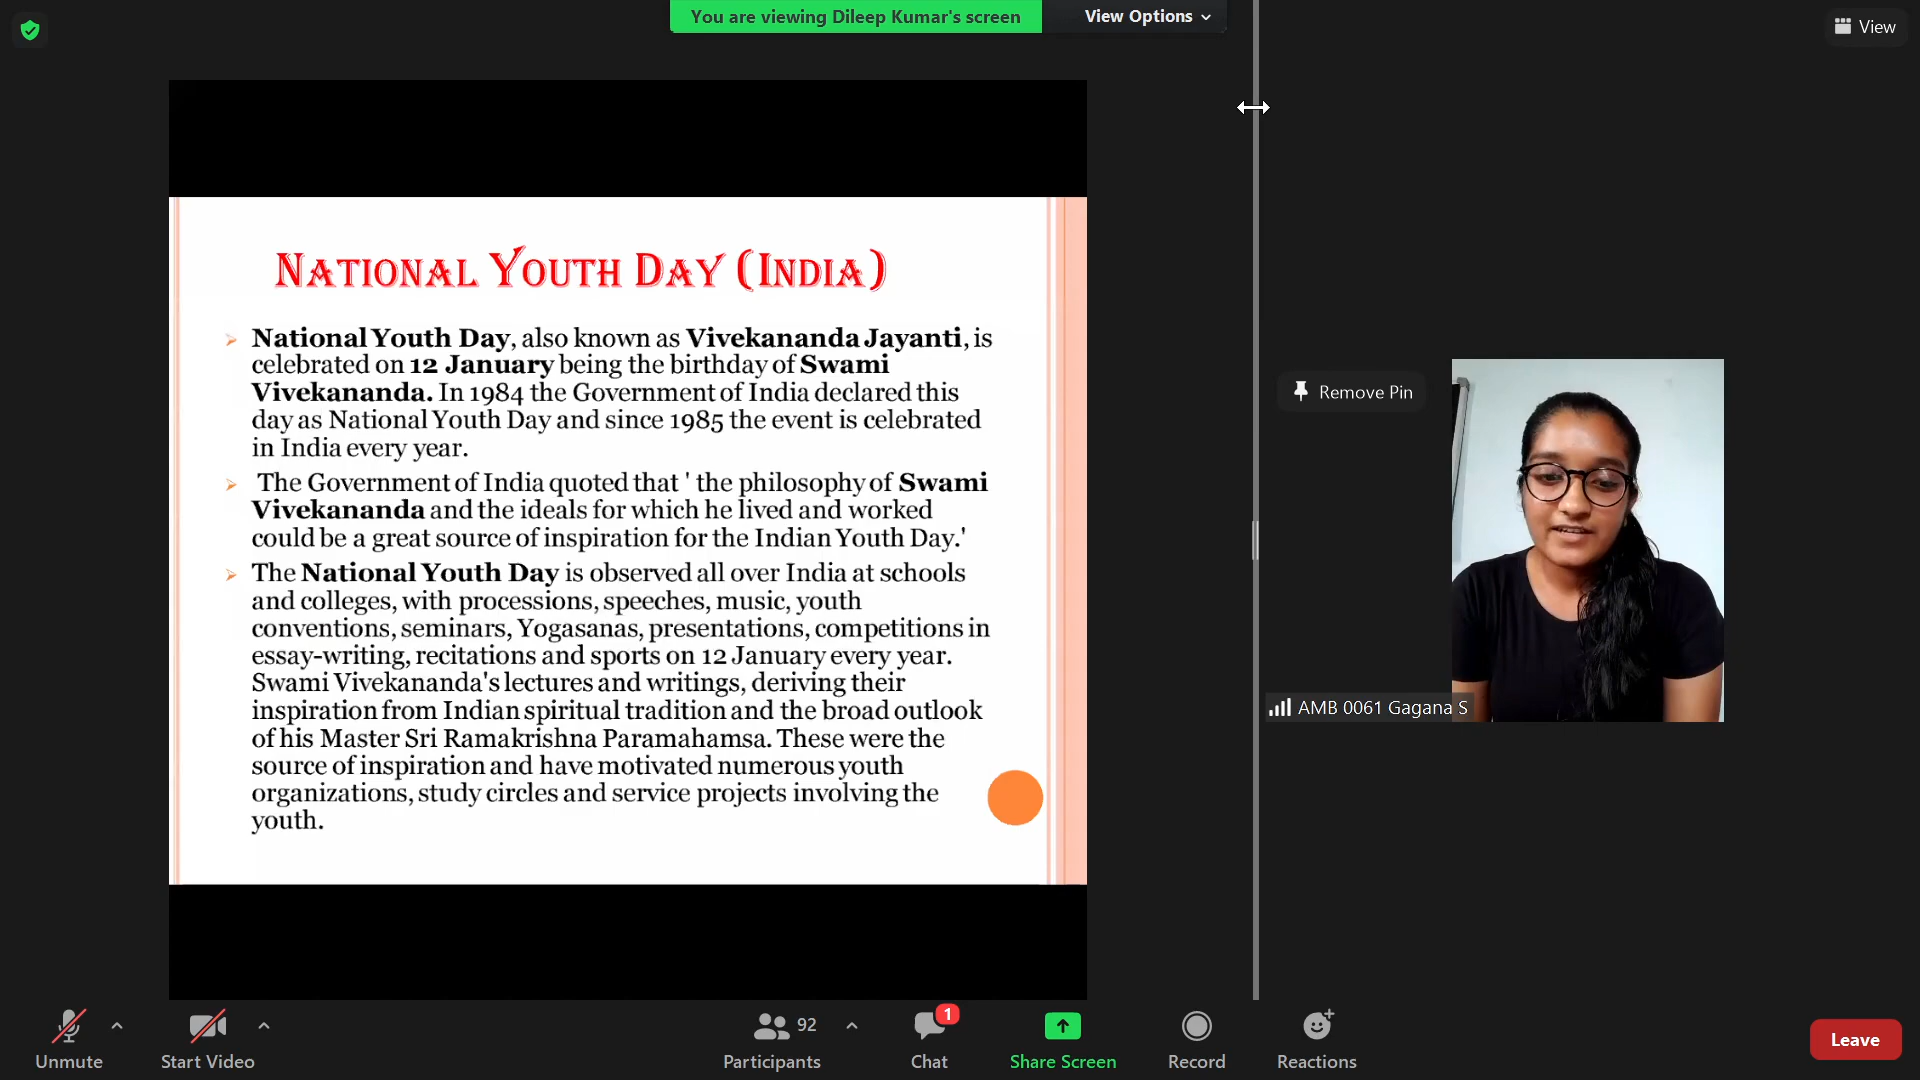 You are viewing Dileep Kumar's screen
View Options
View
NATIONAL YOUTH DAY (INDIA)
National Youth Day, also known as Vivekananda Jayanti, is
celebrated on 12 January being the birthday of Swami
Vivekananda. In 1984 the Government of India declared this
day as National Youth Day and since 1985 the event is celebrated
in India every year.
The Government of India quoted that ' the philosophy of Swami
Vivekananda and the ideals for which he lived and worked
could be a great source of inspiration for the Indian Youth Day.'
The National Youth Day is observed all over India at schools
and colleges, with processions, speeches, music, youth
conventions, seminars, Yogasanas, presentations, competitions in
essay-writing, recitations and sports on 12 January every year.
Swami Vivekananda's lectures and writings, deriving their
inspiration from Indian spiritual tradition and the broad outlook
of his Master Sri Ramakrishna Paramahamsa. These were the
source of inspiration and have motivated numerous youth
organizations, study circles and service projects involving the
youth.
Remove Pin
AMB 0061 Gagana S
Unmute
Start Video
92
Participants
1
Chat
Share Screen
Record
Reactions
Leave